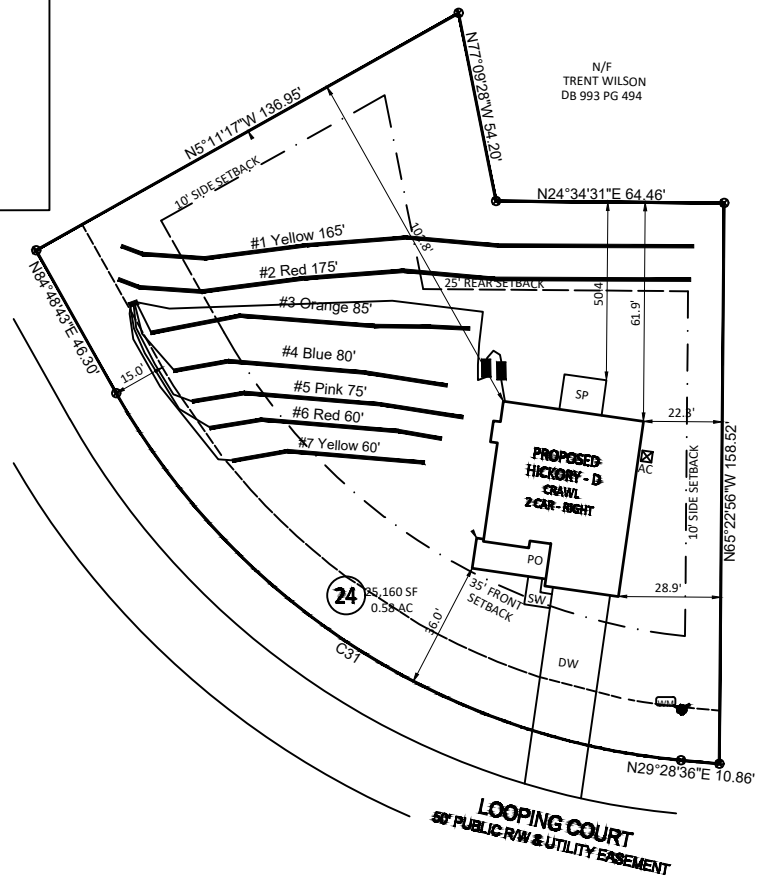 N/F
TRENT WILSON
DB 993 PG 494
N77°09'28"W 54.20'
N5°11'17"W 136.95'
10' SIDE SETBACK
N24°34'31"E 64.46'
#1 Yellow 165'
107.8'
#2 Red 175'
25' REAR SETBACK
50.4
61.9'
#3 Orange 85'
N84°48'43"E 46.30'
#4 Blue 80'
15.0'
#5 Pink 75'
SP
22.3'
#6 Red 60'
#7 Yellow 60'
PROPOSED
HICKORY - D
CRAWL
2 CAR - RIGHT
AC
10' SIDE SETBACK
N65°22'56"W 158.52'
PO
28.9'
24
25,160 SF
0.58 AC
35' FRONT
SETBACK
SW
36.0'
C31
DW
WM
N29°28'36"E 10.86'
LOOPING COURT
50' PUBLIC R/W & UTILITY EASEMENT